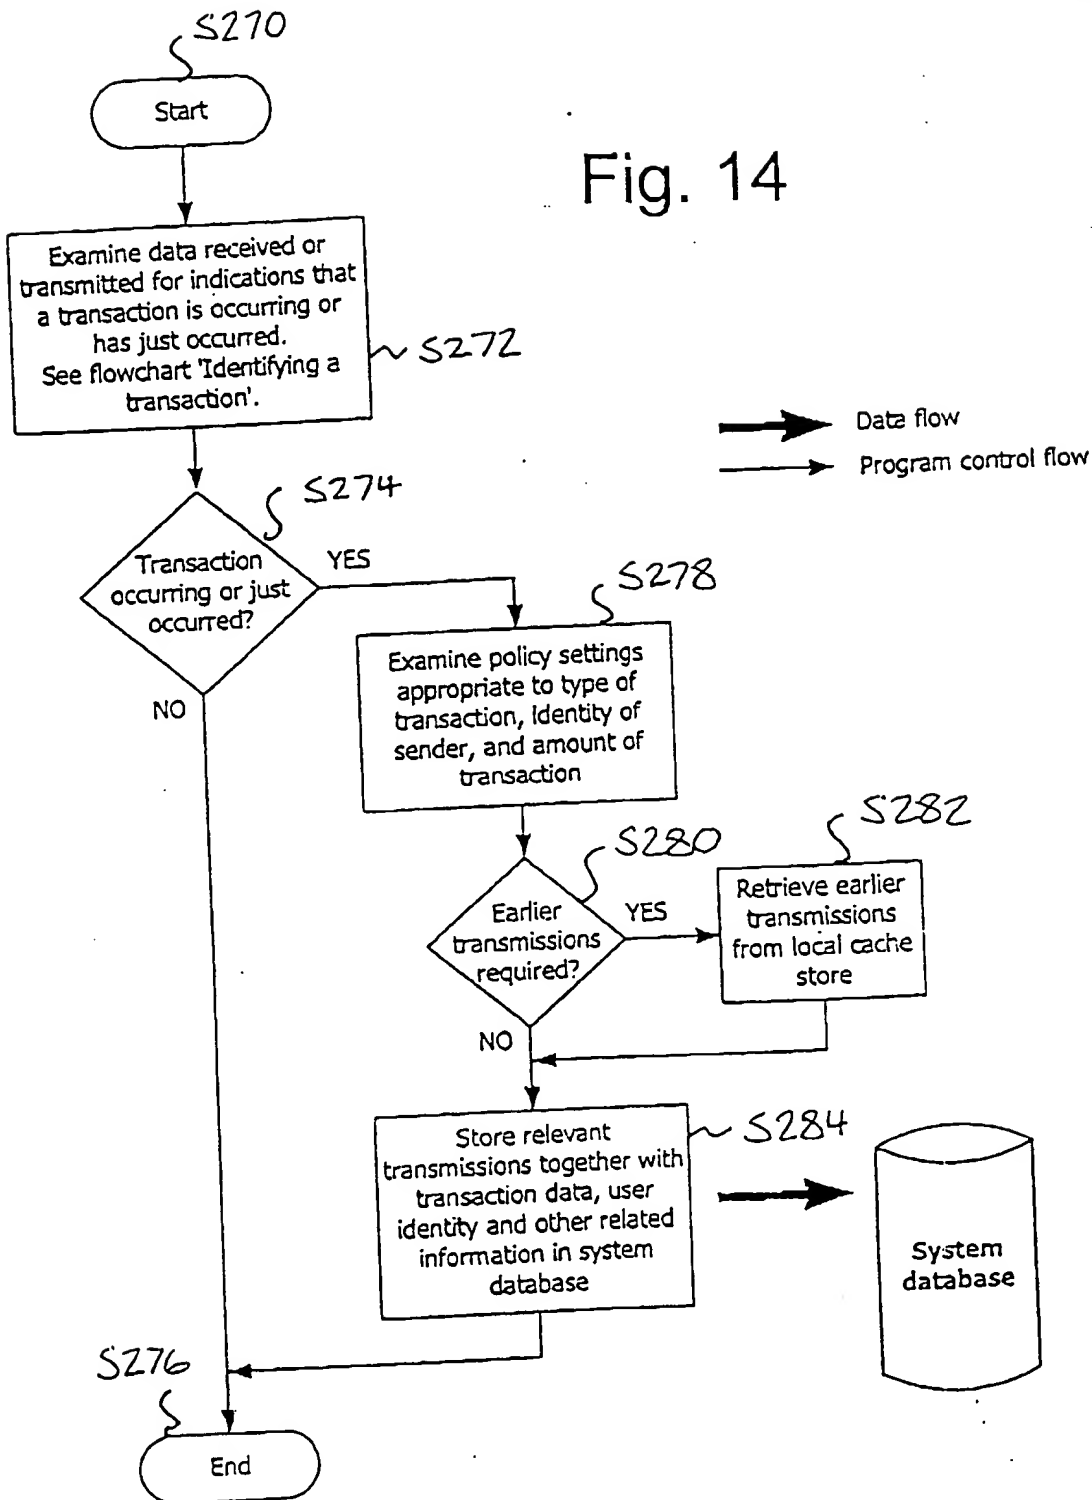 S270
Start
Fig. 14
Examine data received or
transmitted for indications that
a transaction is occurring or
has just occurred.
See flowchart 'Identifying a
transaction'.
S272
Data flow
Program control flow
S274
Transaction
occurring or just
occurred?
YES
NO
S278
Examine policy settings
appropriate to type of
transaction, identity of
sender, and amount of
transaction
S280
Earlier
transmissions
required?
YES
NO
S282
Retrieve earlier
transmissions
from local cache
store
Store relevant
transmissions together with
transaction data, user
identity and other related
information in system
database
S284
System
database
S276
End